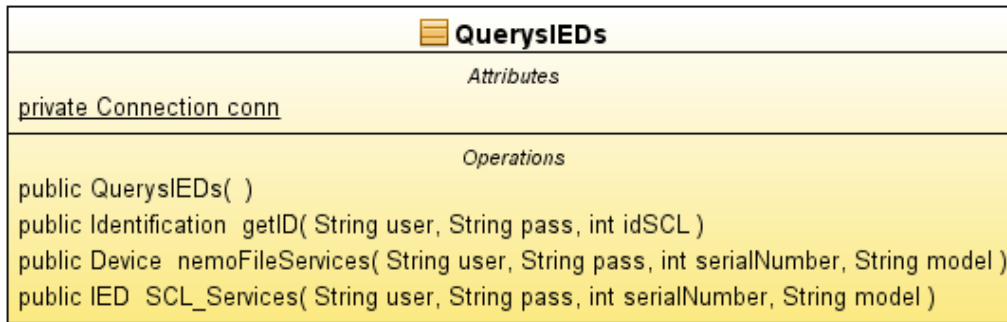 QuerysIEDs
Attributes
private Connection conn
Operations
public QuerysIEDs( )
public Identification getID( String user, String pass, int idSCL )
public Device nemoFileServices( String user, String pass, int serialNumber, String model )
public IED SCL_Services( String user, String pass, int serialNumber, String model )